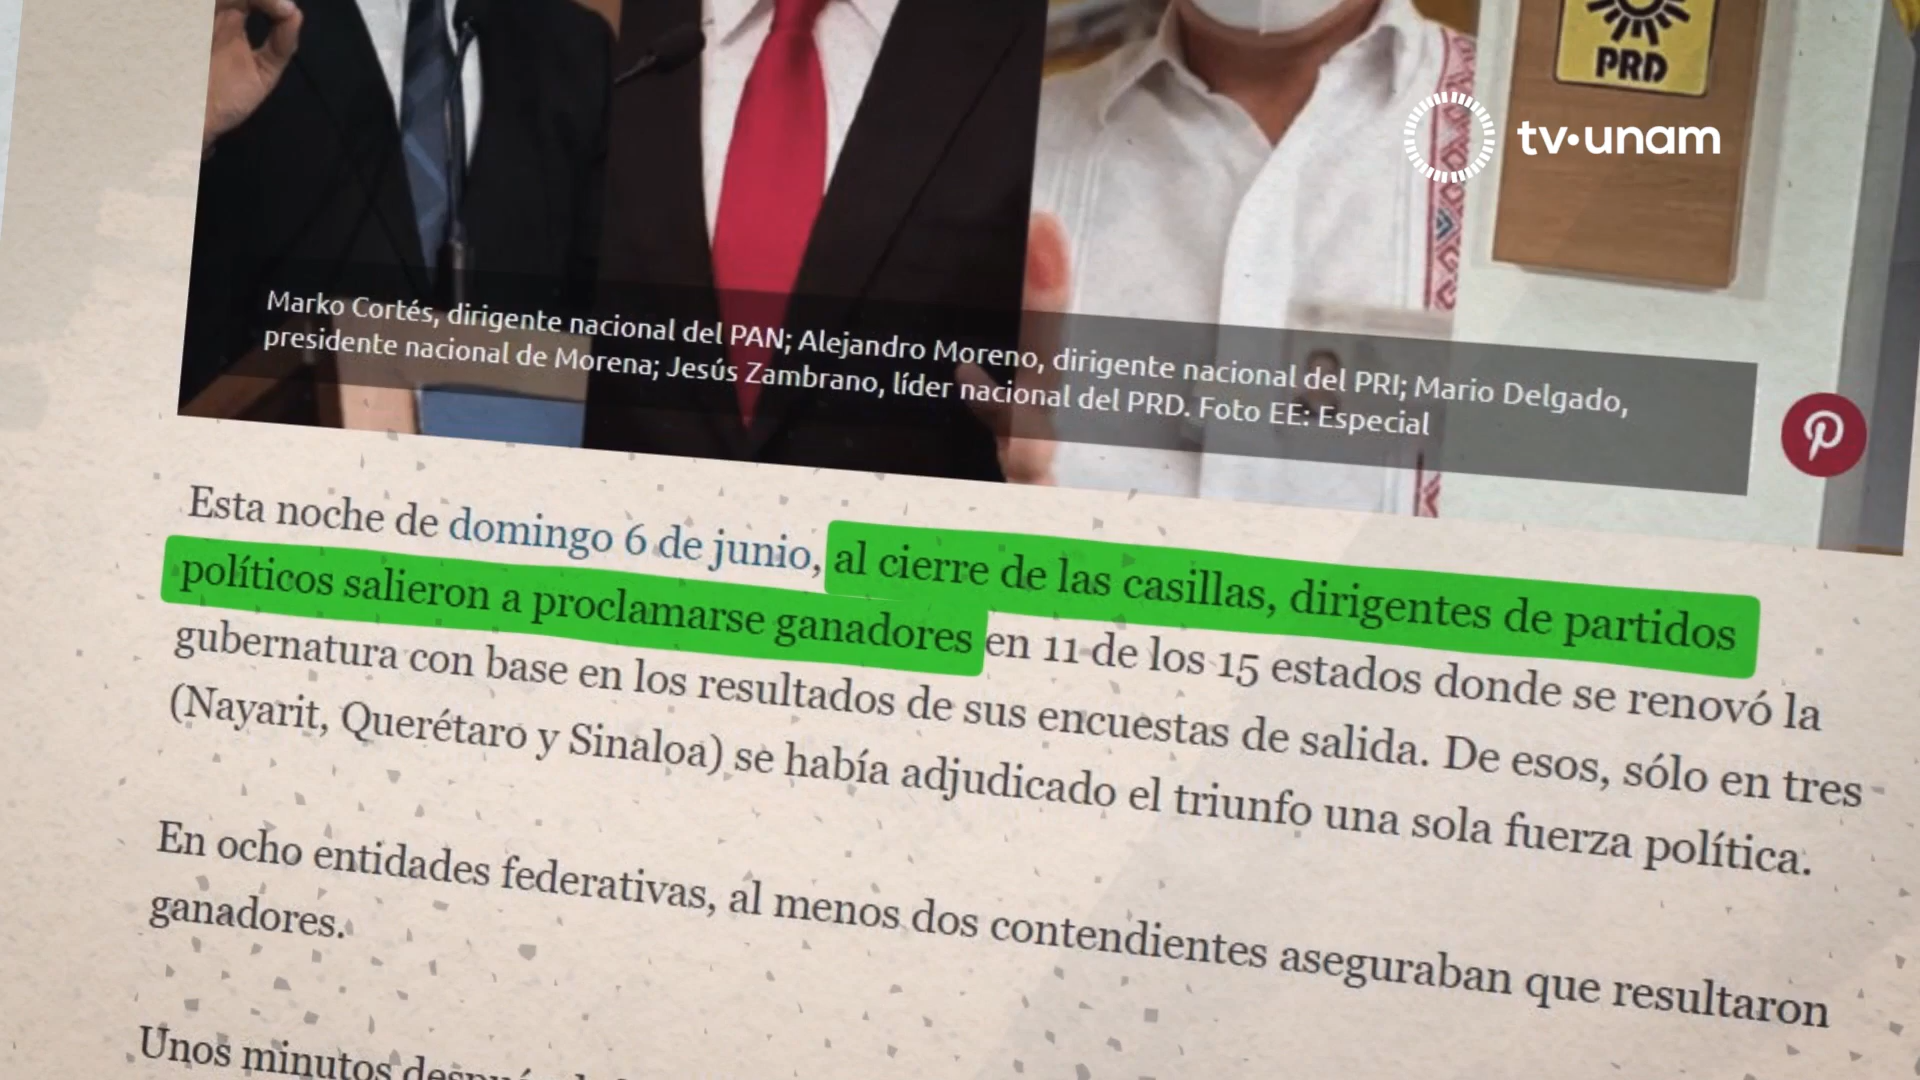 PRD
tv·unam
Marko Cortés, dirigente nacional del PAN; Alejandro Moreno, dirigente nacional del PRI; Mario Delgado,
presidente nacional de Morena; Jesús Zambrano, líder nacional del PRD. Foto EE: Especial
Esta noche de domingo 6 de junio, al cierre de las casillas, dirigentes de partidos
políticos salieron a proclamarse ganadores en 11 de los 15 estados donde se renovó la
gubernatura con base en los resultados de sus encuestas de salida. De esos, sólo en tres
(Nayarit, Querétaro y Sinaloa) se había adjudicado el triunfo una sola fuerza política.
En ocho entidades federativas, al menos dos contendientes aseguraban que resultaron
ganadores.
Unos minutos